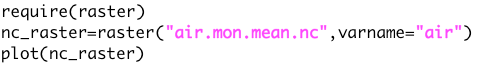 require(raster)
nc_raster=raster("air.mon.mean.nc",varname="air")
plot(nc_raster)